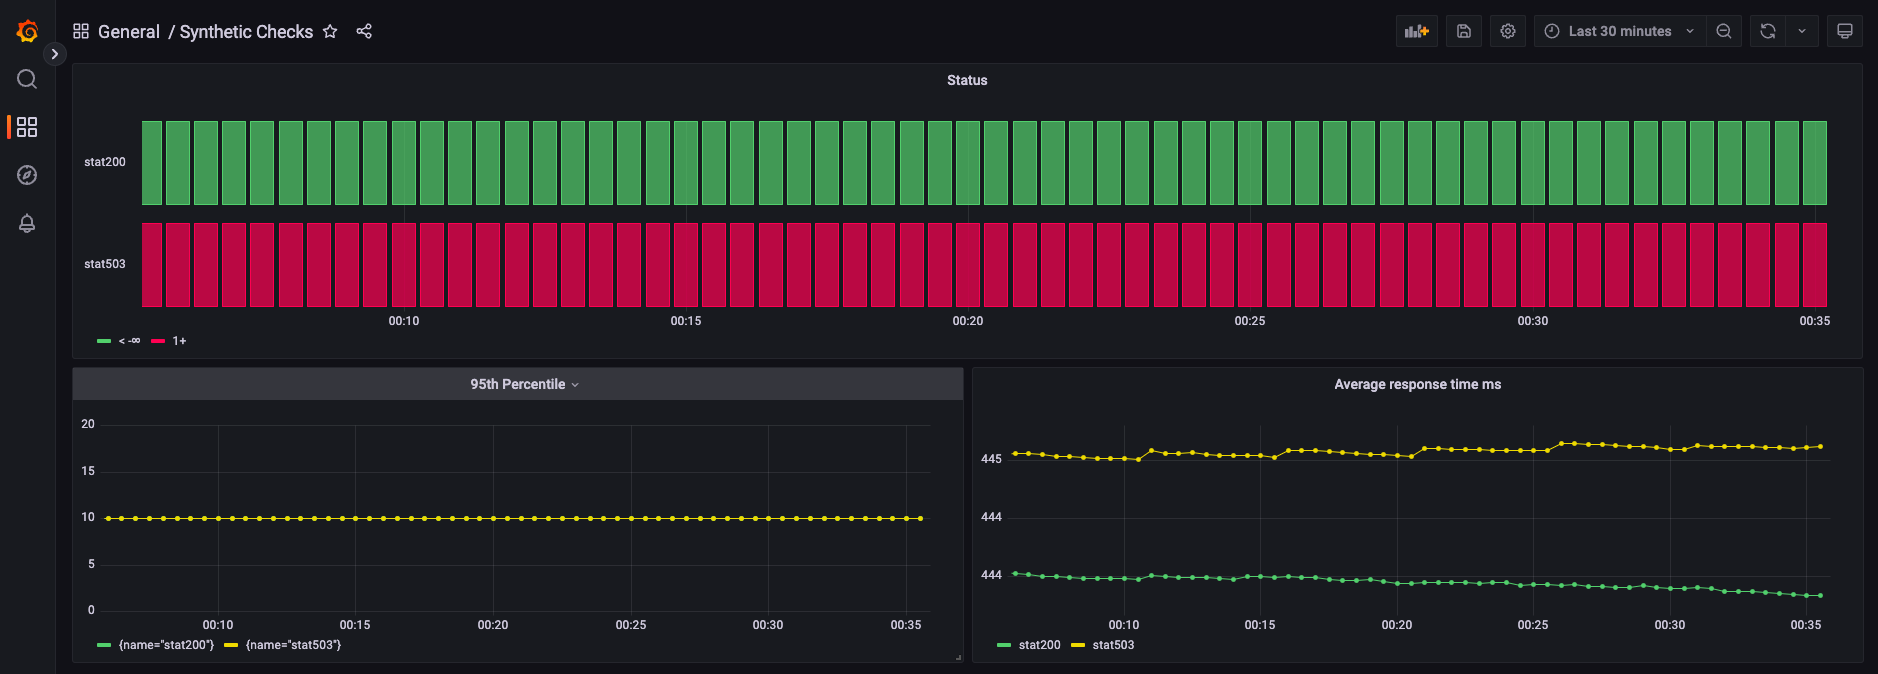 General / Synthetic Checks
Last 30 minutes
Status
stat200
stat503
00:10 00:15 00:20 00:25 00:30 00:35
< -∞ 1+
95th Percentile
20
15
10
5
0
00:10 00:15 00:20 00:25 00:30 00:35
{name="stat200"} {name="stat503"}
Average response time ms
445
444
444
00:10 00:15 00:20 00:25 00:30 00:35
stat200 stat503